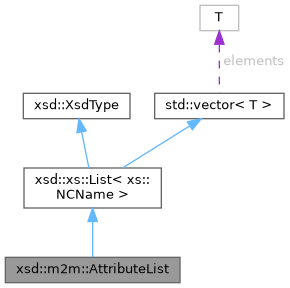 T
elements
xsd::XsdType
std::vector< T >
xsd::xs::List< xs::
NCName >
xsd::m2m::AttributeList